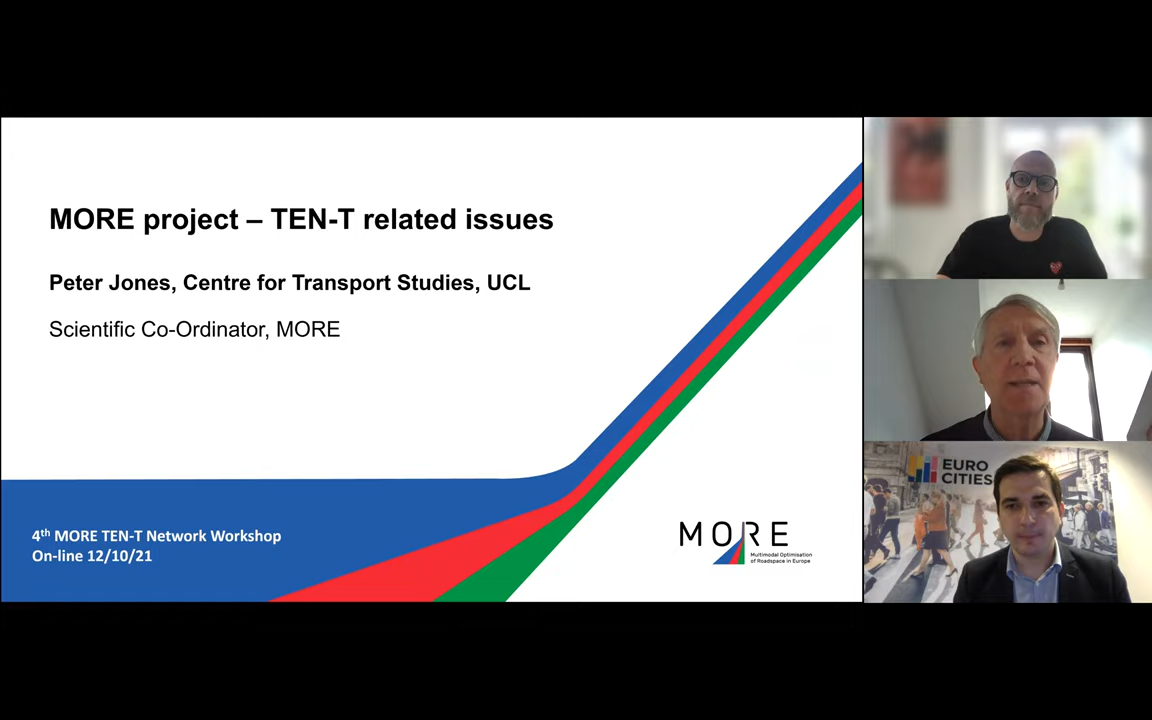 MORE project – TEN-T related issues
Peter Jones, Centre for Transport Studies, UCL
Scientific Co-Ordinator, MORE
4th MORE TEN-T Network Workshop
On-line 12/10/21
MORE
Multimodal Optimisation
of Roadspace in Europe
EURO
CITIES